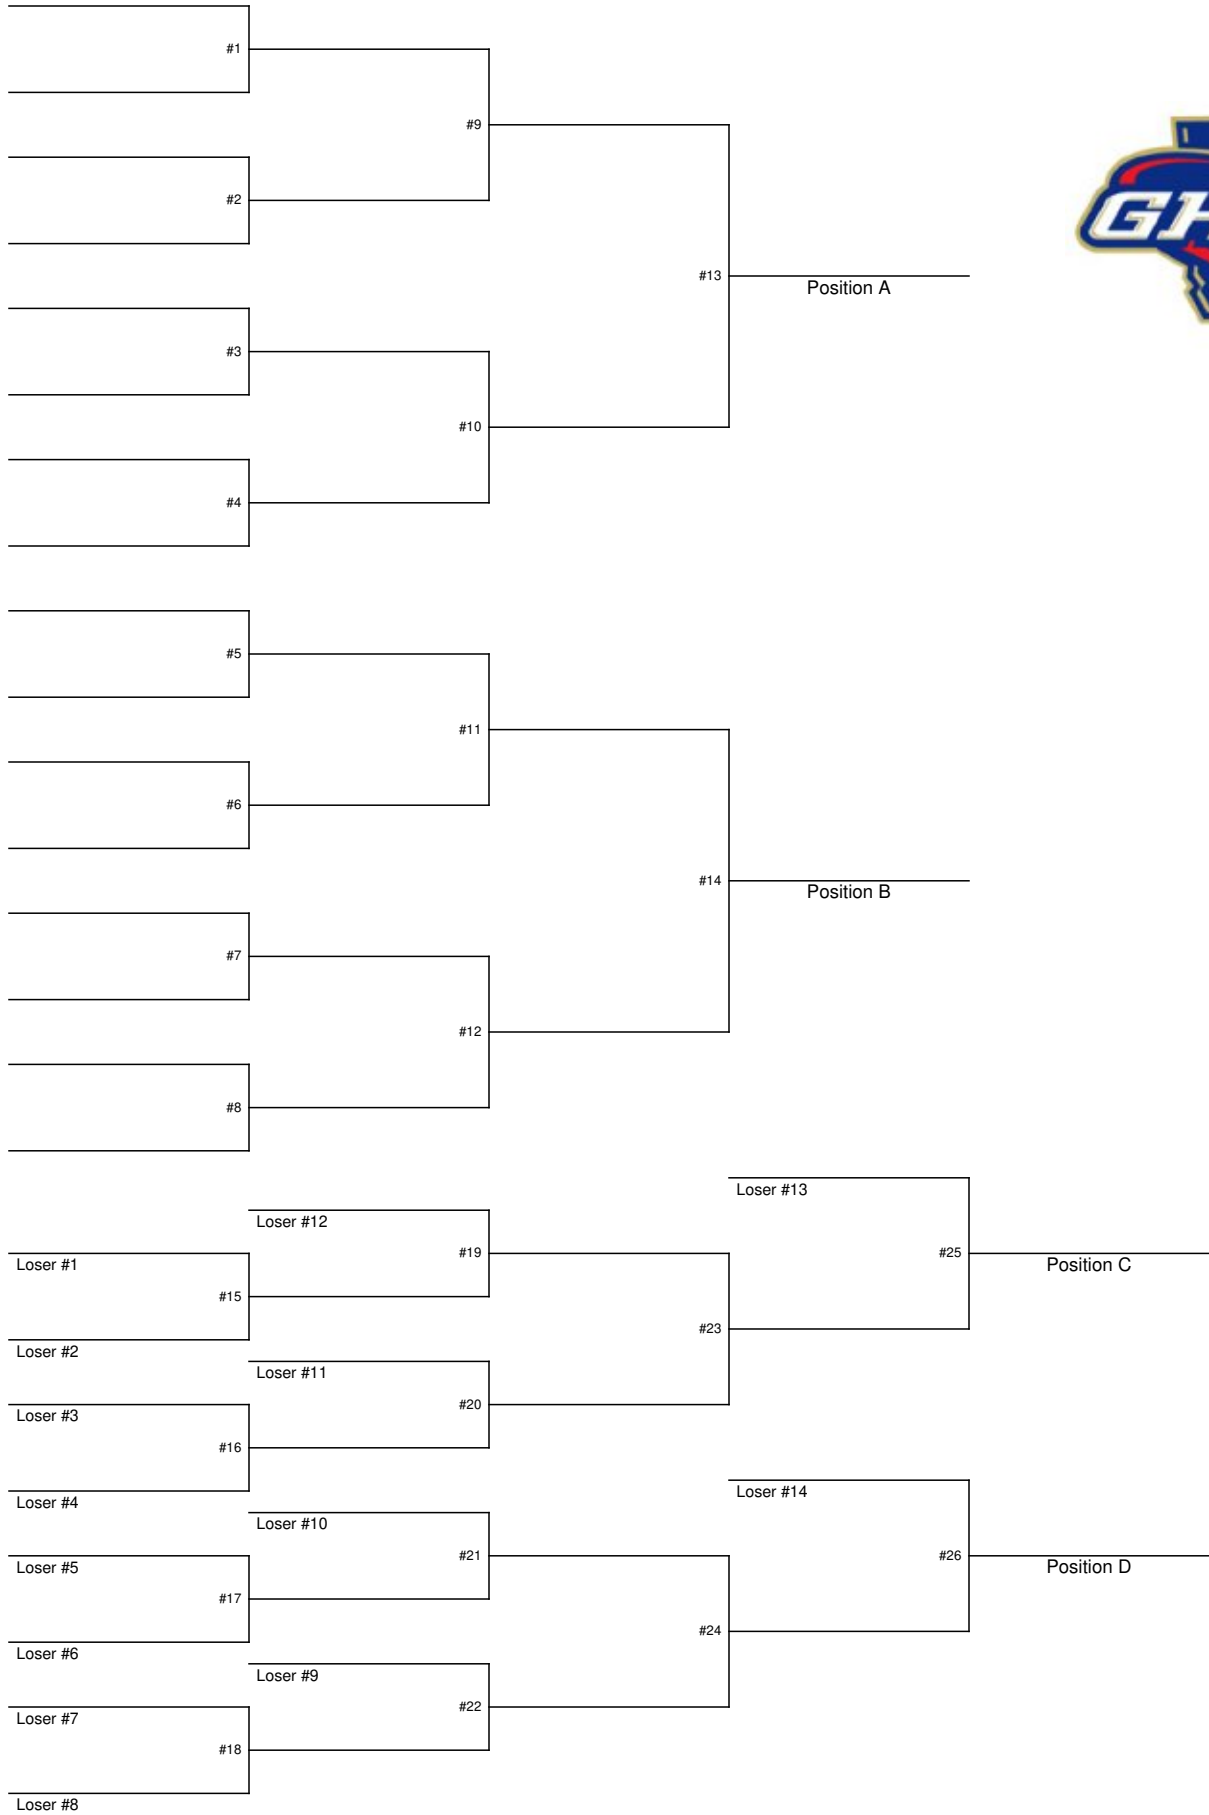 #1
#9
#2
#13
Position A
#3
#10
#4
#5
#11
#6
#14
Position B
#7
#12
#8
Loser #13
Loser #12
#19
#25
Loser #1
Position C
#15
#23
Loser #2
Loser #11
#20
Loser #3
#16
Loser #14
Loser #4
Loser #10
#21
#26
Loser #5
Position D
#17
#24
Loser #6
Loser #9
#22
Loser #7
#18
Loser #8